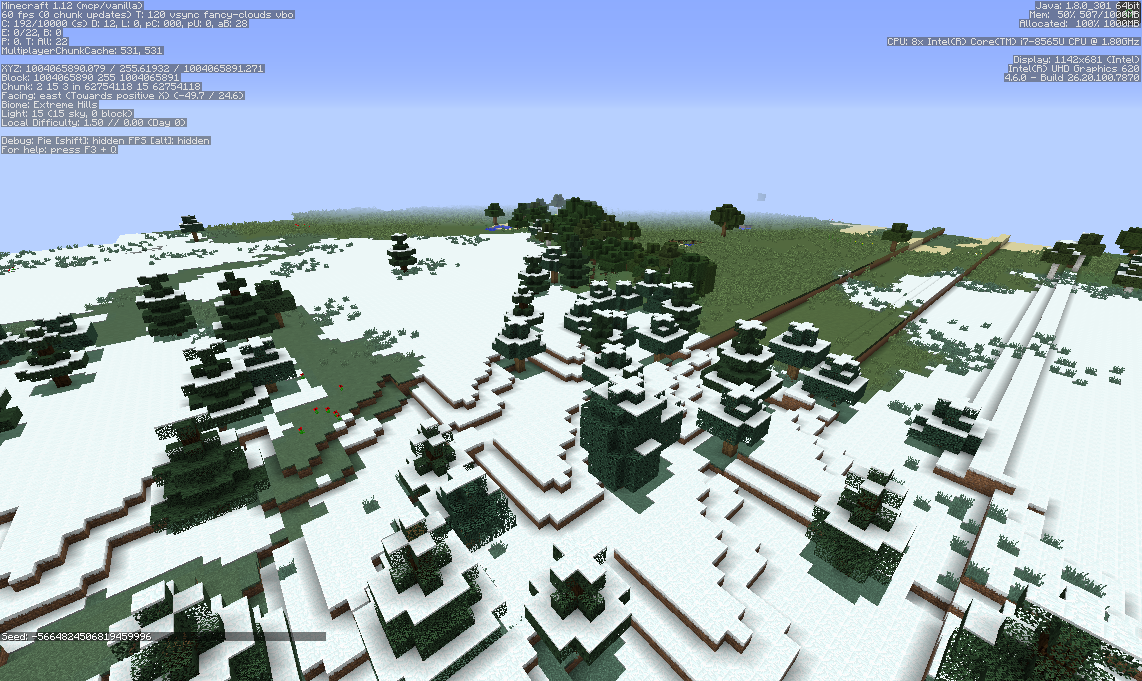 Minecraft 1.12 (mcp/vanilla)
60 fps (0 chunk updates) T: 120 vsync fancy-clouds vbo
C: 192/10000 (s) D: 12, L: 0, pC: 000, pU: 0, aB: 28
E: 0/22, B: 0
P: 0. T: All: 22
MultiplayerChunkCache: 531, 531
XYZ: 1004065890.079 / 255.61932 / 1004065891.271
Block: 1004065890 255 1004065891
Chunk: 2 15 3 in 62754118 15 62754118
Facing: east (Towards positive X) (-49.7 / 24.6)
Biome: Extreme Hills
Light: 15 (15 sky, 0 block)
Local Difficulty: 1.50 // 0.00 (Day 0)
Debug: Pie [shift]: hidden FPS [alt]: hidden
For help: press F3 + Q
Java: 1.8.0_301 64bit
Mem: 50% 507/1000MB
Allocated: 100% 1000MB
CPU: 8x Intel(R) Core(TM) i7-8565U CPU @ 1.80GHz
Display: 1142x681 (Intel)
Intel(R) UHD Graphics 620
4.6.0 - Build 26.20.100.7870
Seed: -5664824506819459996